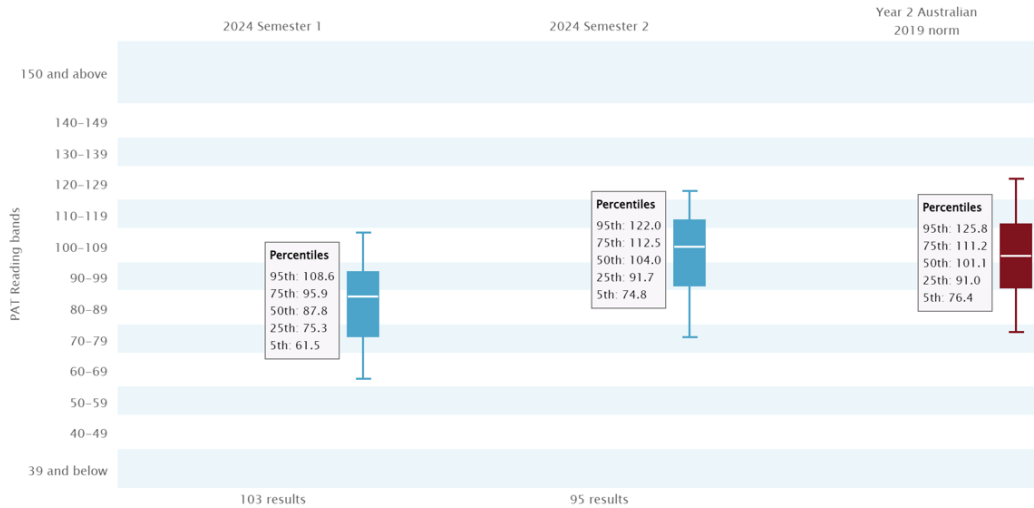 2024 Semester 1
2024 Semester 2
Year 2 Australian
2019 norm
PAT Reading bands
150 and above
140–149
130–139
120–129
110–119
100–109
90–99
80–89
70–79
60–69
50–59
40–49
39 and below
Percentiles
95th: 108.6
75th: 95.9
50th: 87.8
25th: 75.3
5th: 61.5
Percentiles
95th: 122.0
75th: 112.5
50th: 104.0
25th: 91.7
5th: 74.8
Percentiles
95th: 125.8
75th: 111.2
50th: 101.1
25th: 91.0
5th: 76.4
103 results
95 results